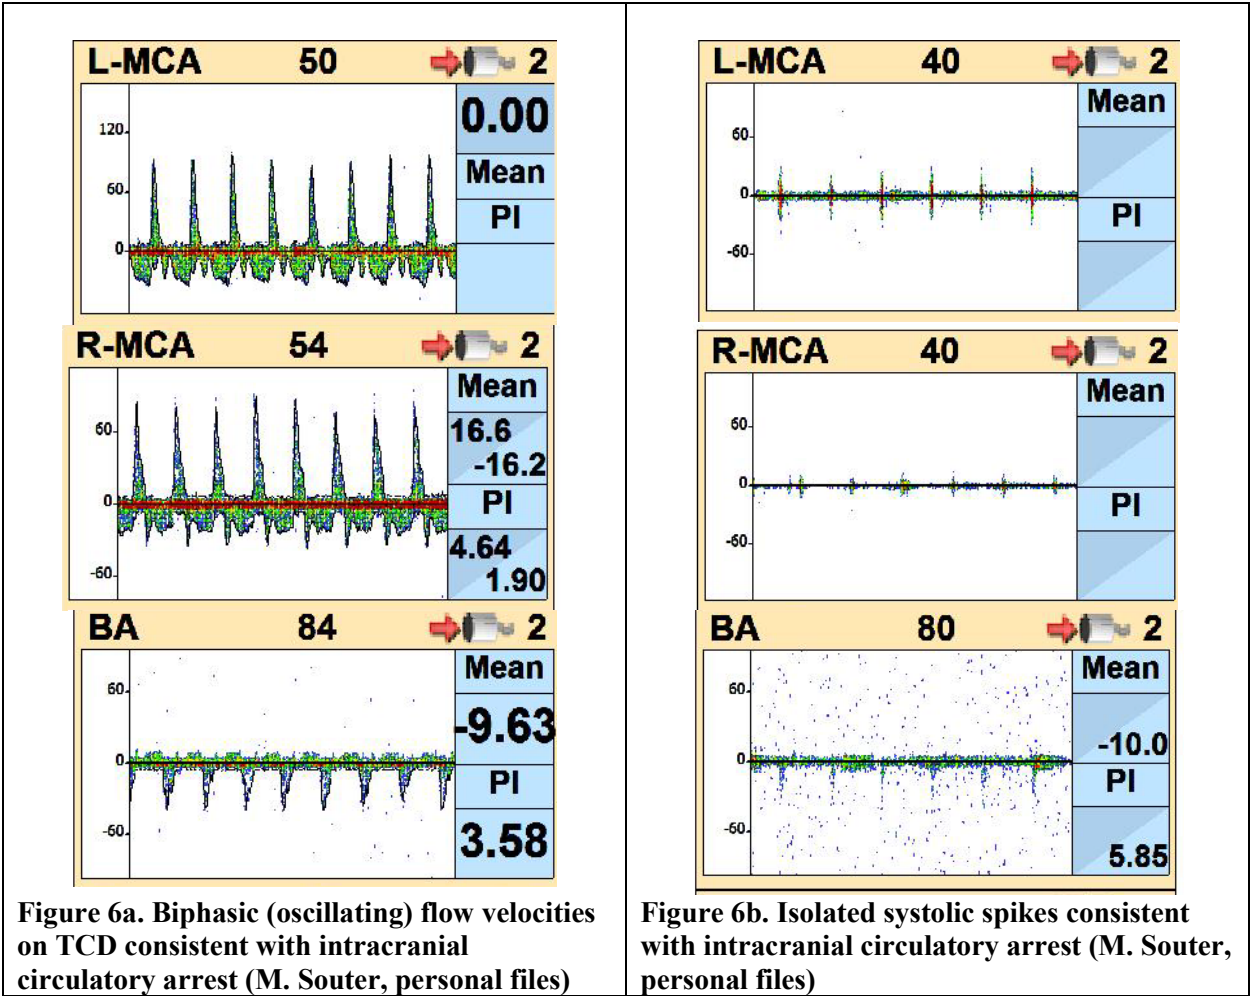 L-MCA 50 2
0.00
120
Mean
60
PI
0
R-MCA 54 2
Mean
60
16.6
-16.2
PI
0
4.64
-60
1.90
BA 84 2
Mean
60
-9.63
0
PI
-60
3.58
Figure 6a. Biphasic (oscillating) flow velocities
on TCD consistent with intracranial
circulatory arrest (M. Souter, personal files)
L-MCA 40 2
Mean
60
0
PI
-60
R-MCA 40 2
Mean
60
0
PI
-60
BA 80 2
Mean
60
-10.0
0
PI
-60
5.85
Figure 6b. Isolated systolic spikes consistent
with intracranial circulatory arrest (M. Souter,
personal files)